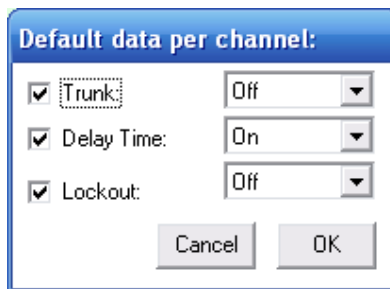 Default data per channel:
Trunk: Off
Delay Time: On
Lockout: Off
Cancel OK